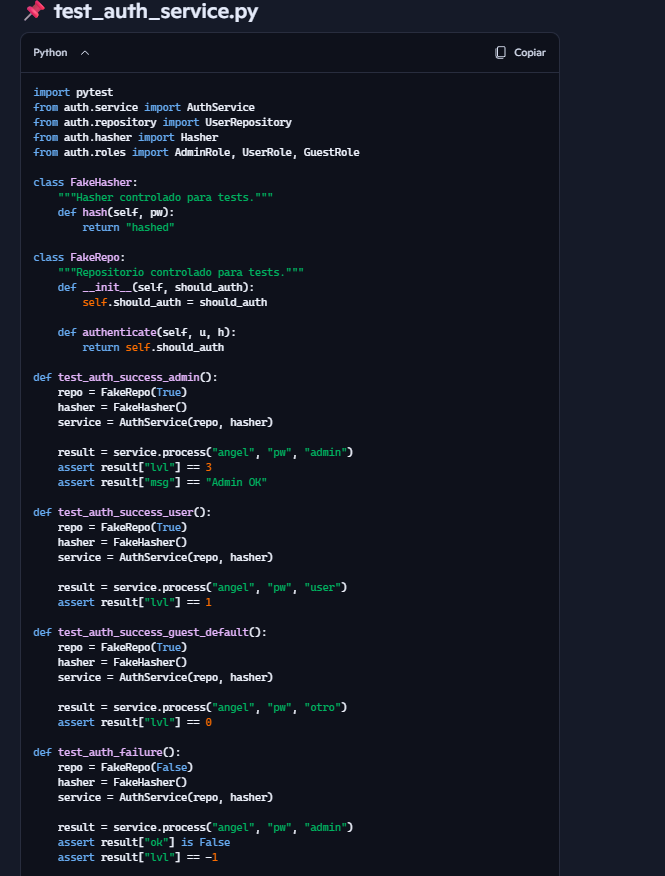 📌 test_auth_service.py
Python
Copiar
import pytest
from auth.service import AuthService
from auth.repository import UserRepository
from auth.hasher import Hasher
from auth.roles import AdminRole, UserRole, GuestRole

class FakeHasher:
    """Hasher controlado para tests."""
    def hash(self, pw):
        return "hashed"

class FakeRepo:
    """Repositorio controlado para tests."""
    def __init__(self, should_auth):
        self.should_auth = should_auth

    def authenticate(self, u, h):
        return self.should_auth

def test_auth_success_admin():
    repo = FakeRepo(True)
    hasher = FakeHasher()
    service = AuthService(repo, hasher)

    result = service.process("angel", "pw", "admin")
    assert result["lvl"] == 3
    assert result["msg"] == "Admin OK"

def test_auth_success_user():
    repo = FakeRepo(True)
    hasher = FakeHasher()
    service = AuthService(repo, hasher)

    result = service.process("angel", "pw", "user")
    assert result["lvl"] == 1

def test_auth_success_guest_default():
    repo = FakeRepo(True)
    hasher = FakeHasher()
    service = AuthService(repo, hasher)

    result = service.process("angel", "pw", "otro")
    assert result["lvl"] == 0

def test_auth_failure():
    repo = FakeRepo(False)
    hasher = FakeHasher()
    service = AuthService(repo, hasher)

    result = service.process("angel", "pw", "admin")
    assert result["ok"] is False
    assert result["lvl"] == -1